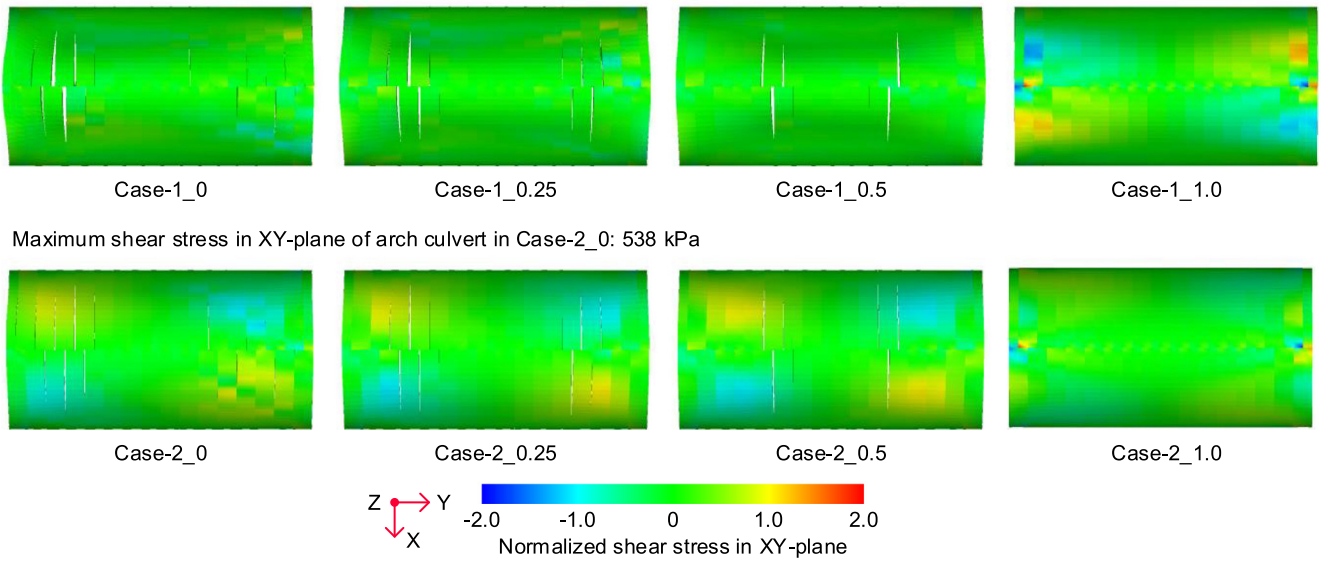 Case-1_0 Case-1_0.25 Case-1_0.5 Case-1_1.0
Maximum shear stress in XY-plane of arch culvert in Case-2_0: 538 kPa
Case-2_0 Case-2_0.25 Case-2_0.5 Case-2_1.0
Z Y
X
-2.0 -1.0 0 1.0 2.0
Normalized shear stress in XY-plane